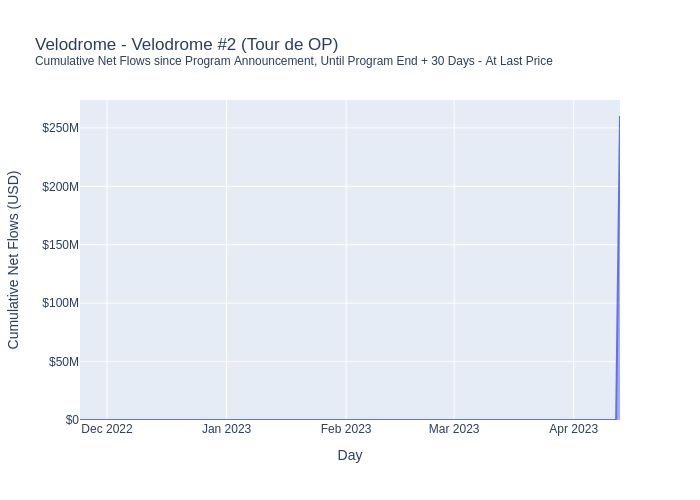 Velodrome - Velodrome #2 (Tour de OP)
Cumulative Net Flows since Program Announcement, Until Program End + 30 Days - At Last Price
Cumulative Net Flows (USD)
$250M
$200M
$150M
$100M
$50M
$0
Dec 2022
Jan 2023
Feb 2023
Mar 2023
Apr 2023
Day